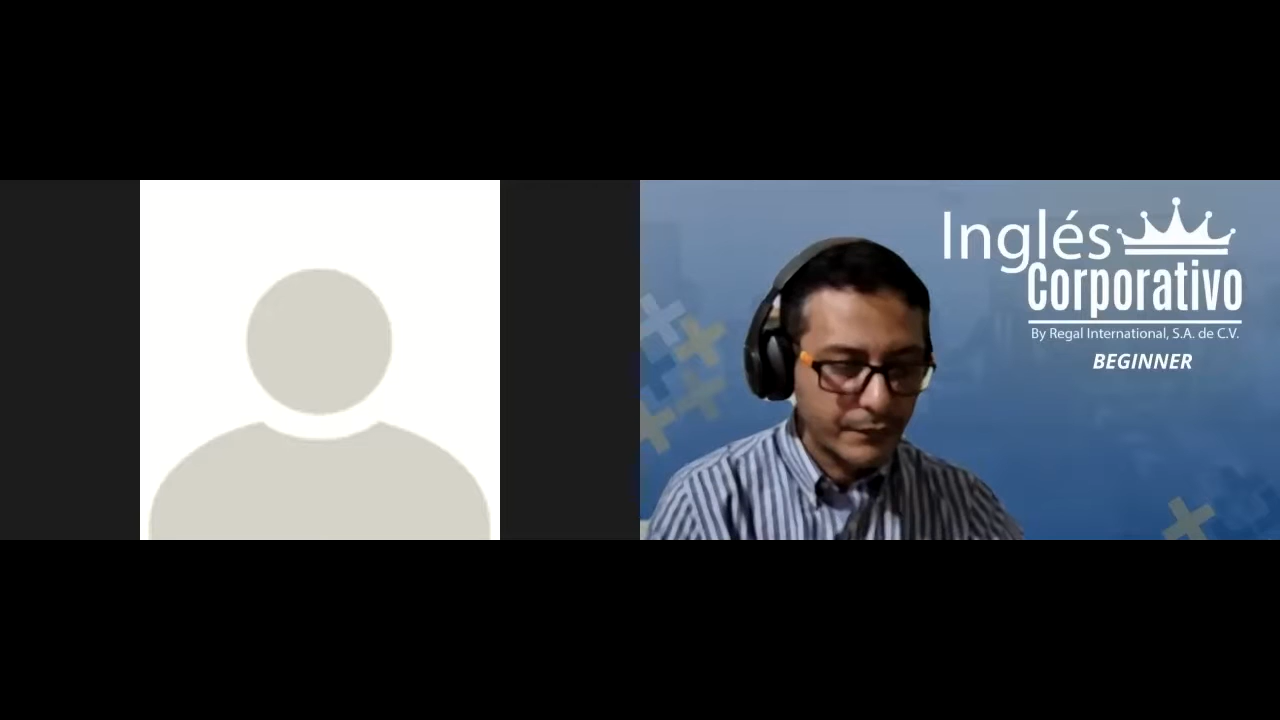 Inglés
Corporativo
By Regal International, S.A. de C.V.
BEGINNER